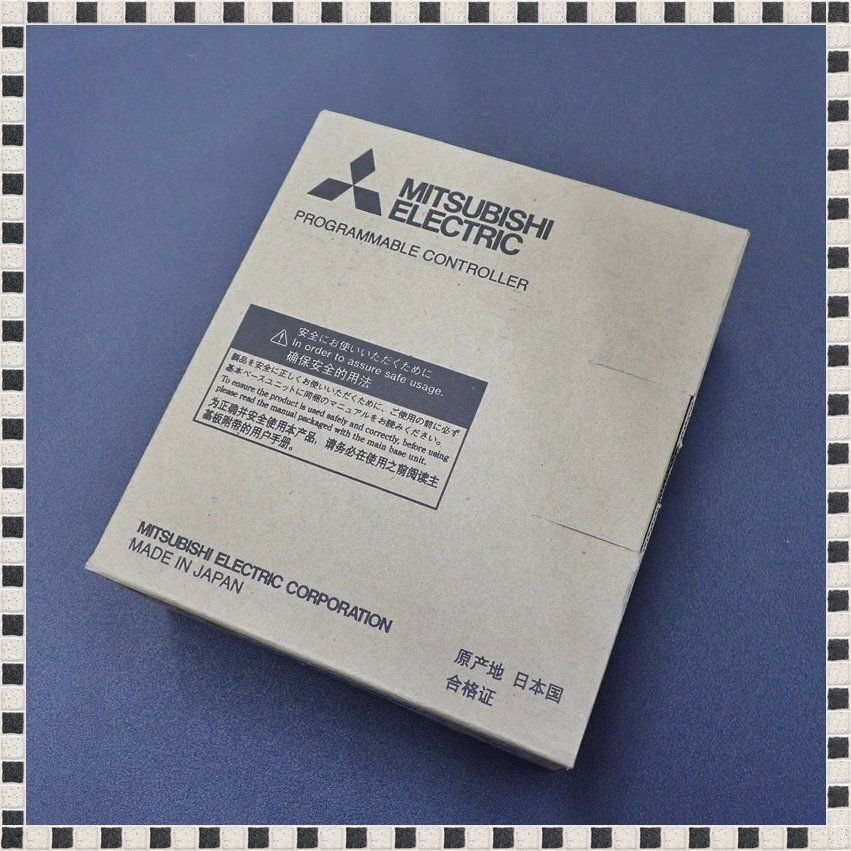 MITSUBISHI
ELECTRIC
PROGRAMMABLE CONTROLLER
安全にお使いいただくために
In order to assure safe usage.
确保安全的用法
製品を安全に正しくお使いいただくために、ご使用の前に必ず
基本ベースユニットに同梱のマニュアルをお読みください。
To ensure the product is used safely and correctly, before using
please read the manual packaged with the main base unit.
为正确并安全使用本产品，请务必在使用之前阅读主
基板附带的用户手册。
MITSUBISHI ELECTRIC CORPORATION
MADE IN JAPAN
原产地 日本国
合格证